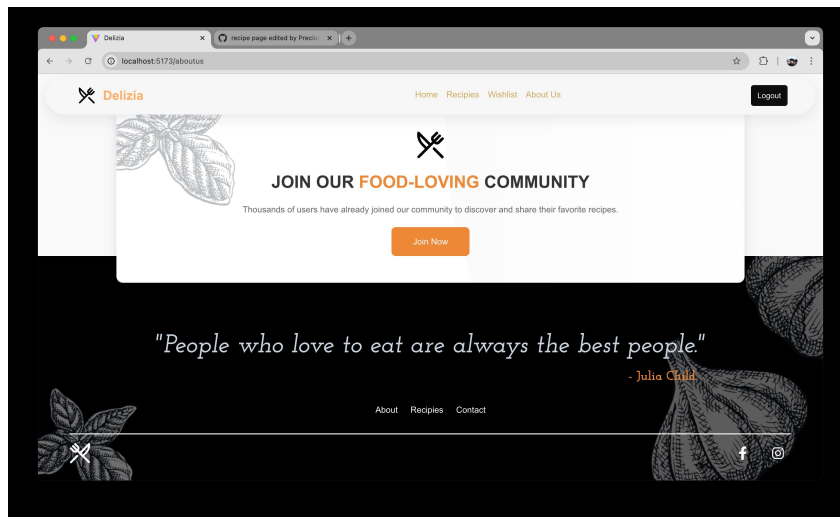 Delizia
recipe page edited by Precio
localhost:5173/aboutus
Delizia
Home Recipies Wishlist About Us
Logout
JOIN OUR FOOD-LOVING COMMUNITY
Thousands of users have already joined our community to discover and share their favorite recipes.
Join Now
"People who love to eat are always the best people."
- Julia Child.
About Recipies Contact